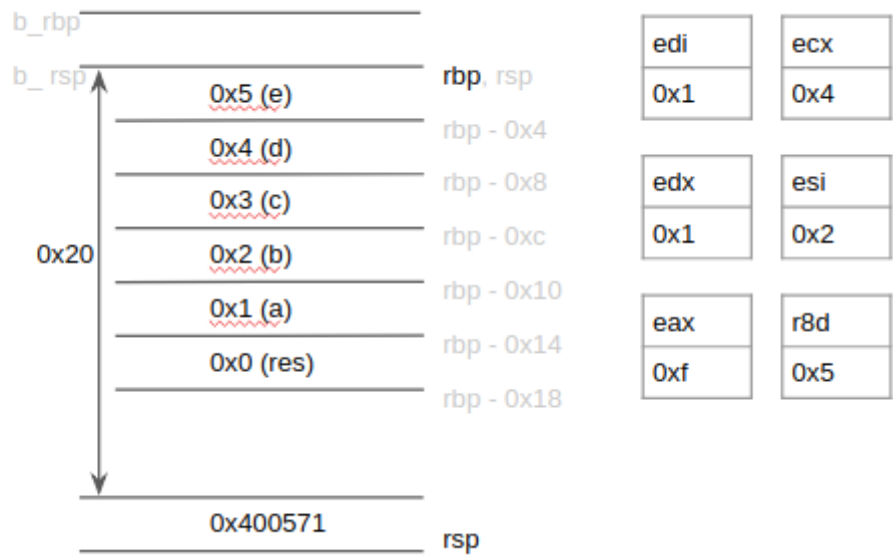 b_rbp
b_ rsp
rbp, rsp
0x5 (e)
rbp - 0x4
0x4 (d)
rbp - 0x8
0x3 (c)
rbp - 0xc
0x20
0x2 (b)
rbp - 0x10
0x1 (a)
rbp - 0x14
0x0 (res)
rbp - 0x18
0x400571
rsp
edi
0x1
ecx
0x4
edx
0x1
esi
0x2
eax
0xf
r8d
0x5